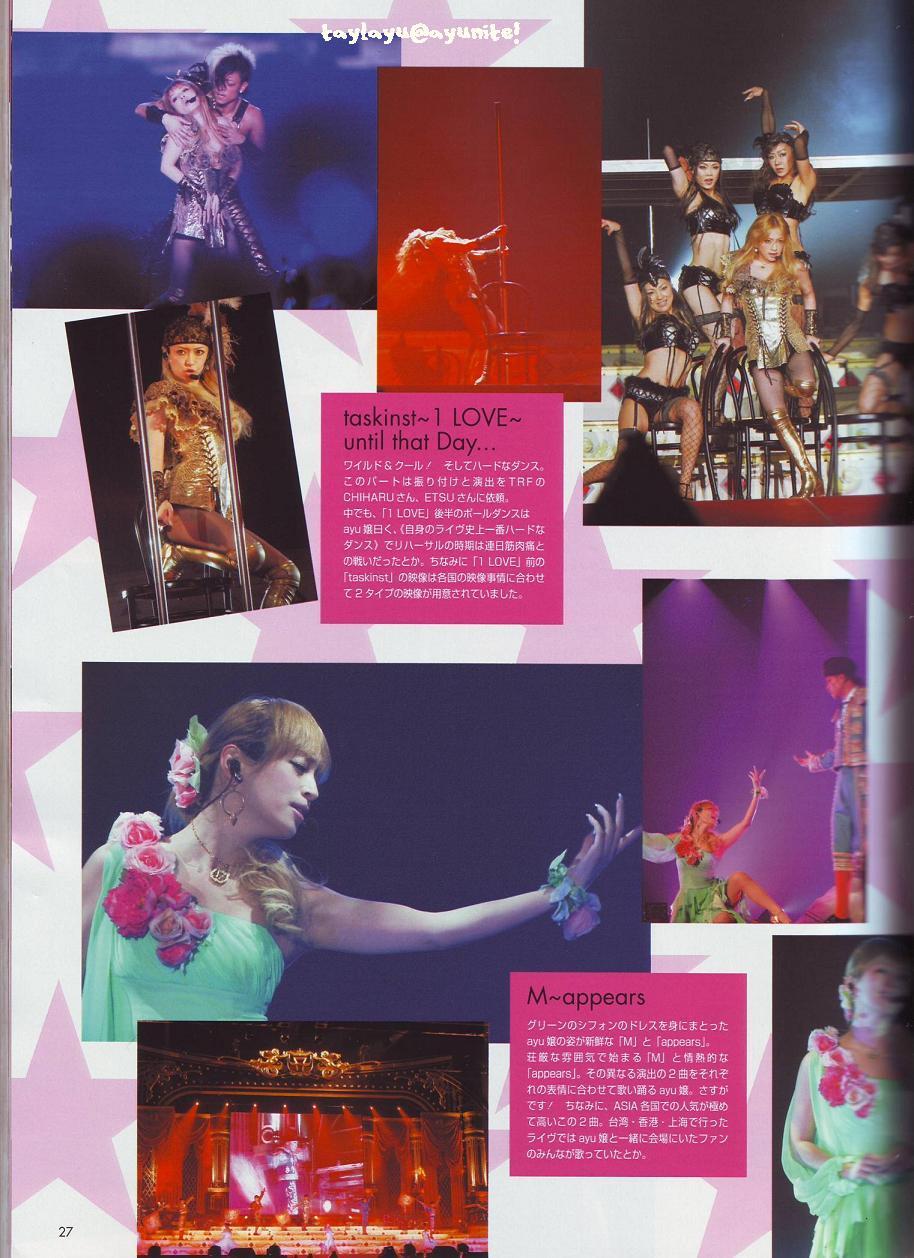 taylayu@ayunite!
taskinst~1 LOVE~
until that Day...
ワイルド&クール! そしてハードなダンス。
このパートは振り付けと演出をTRFの
CHIHARUさん、ETSUさんに依頼。
中でも、「1 LOVE」後半のポールダンスは
ayu嬢曰く、《自身のライヴ史上一番ハードな
ダンス》でリハーサルの時期は連日筋肉痛と
の戦いだったとか。ちなみに「1 LOVE」前の
「taskinst」の映像は各国の映像事情に合わせ
て2タイプの映像が用意されていました。
M~appears
グリーンのシフォンのドレスを身にまとった
ayu嬢の姿が新鮮な「M」と「appears」。
荘厳な雰囲気で始まる「M」と情熱的な
「appears」。その異なる演出の2曲をそれぞ
れの表情に合わせて歌い踊るayu嬢。さすが
です! ちなみに、ASIA各国での人気が極め
て高いこの2曲。台湾・香港・上海で行った
ライヴではayu嬢と一緒に会場にいたファン
のみんなが歌っていたとか。
27